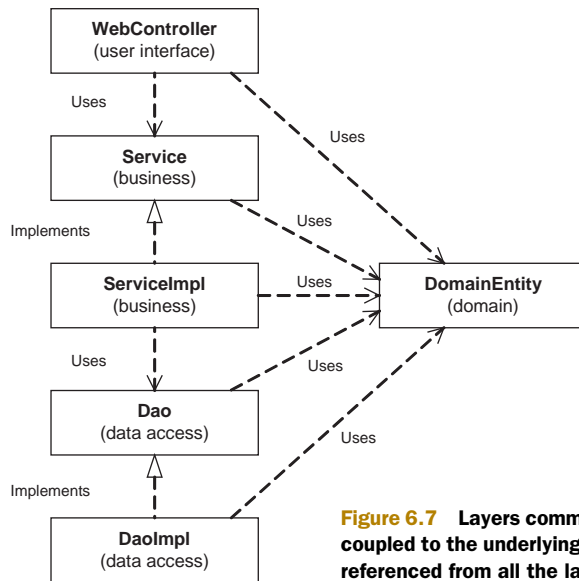 WebController
(user interface)
Uses
Uses
Service
(business)
Uses
Implements
ServiceImpl
(business)
Uses
DomainEntity
(domain)
Uses
Uses
Dao
(data access)
Uses
Implements
DaoImpl
(data access)
Figure 6.7 Layers comm
coupled to the underlying
referenced from all the la